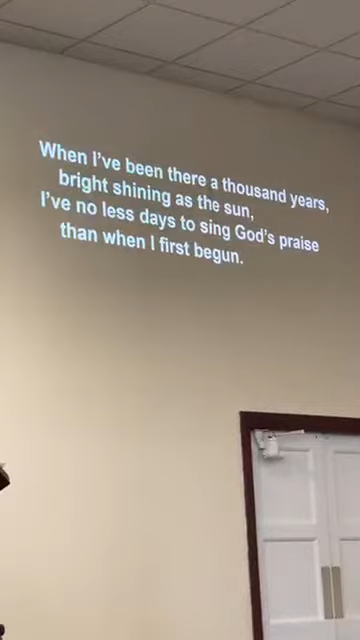 When I've been there a thousand years,
bright shining as the sun,
I've no less days to sing God's praise
than when I first begun.